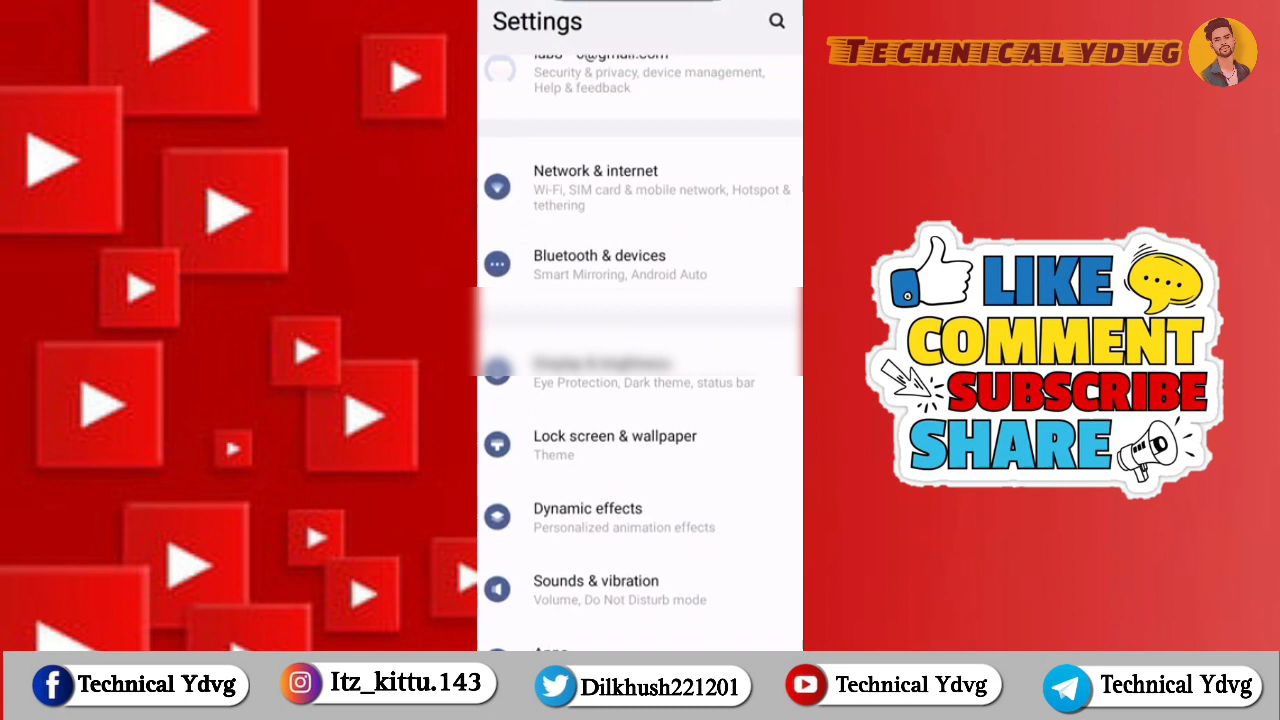 Settings
TECHNICAL YDVG
Security & privacy, device management,
Help & feedback
Network & internet
Wi-Fi, SIM card & mobile network, Hotspot &
tethering
Bluetooth & devices
Smart Mirroring, Android Auto
Eye Protection, Dark theme, status bar
Lock screen & wallpaper
Theme
Dynamic effects
Personalized animation effects
Sounds & vibration
Volume, Do Not Disturb mode
LIKE
COMMENT
SUBSCRIBE
SHARE
Technical Ydvg
Itz_kittu.143
Dilkhush221201
Technical Ydvg
Technical Ydvg